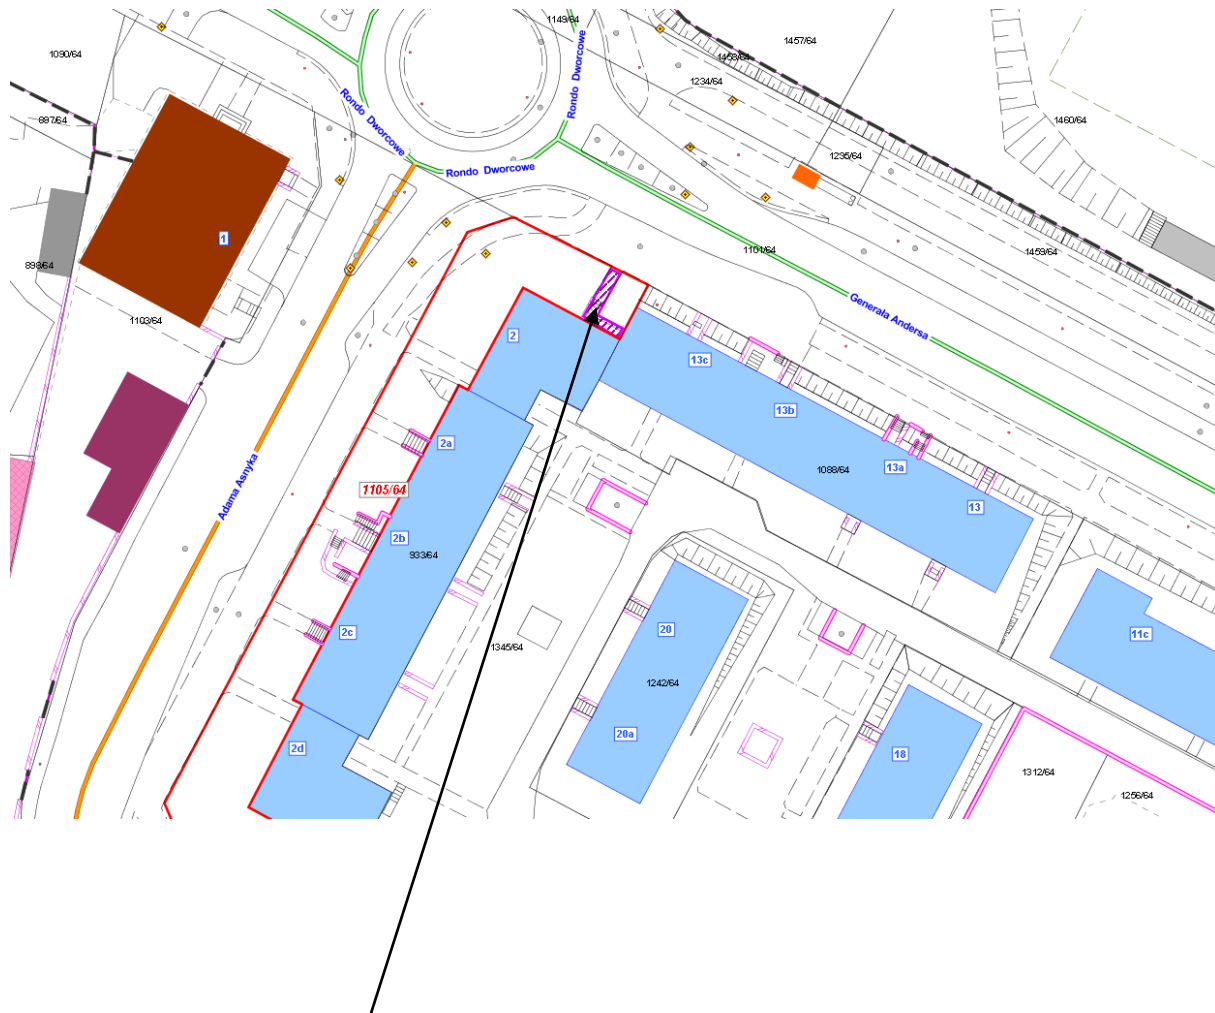 1149/64
1457/64
1090/64
1458/64
1234/64
Rondo Dworcowe
Rondo Dworcowe
897/64
1460/64
1235/64
Rondo Dworcowe
1
1101/64
1459/64
898/64
Generała Andersa
1103/64
2
13c
13b
2a
13a
1088/64
1105/64
Adama Asnyka
13
2b
933/64
20
2c
11c
1345/64
1242/64
20a
2d
18
1312/64
1256/64